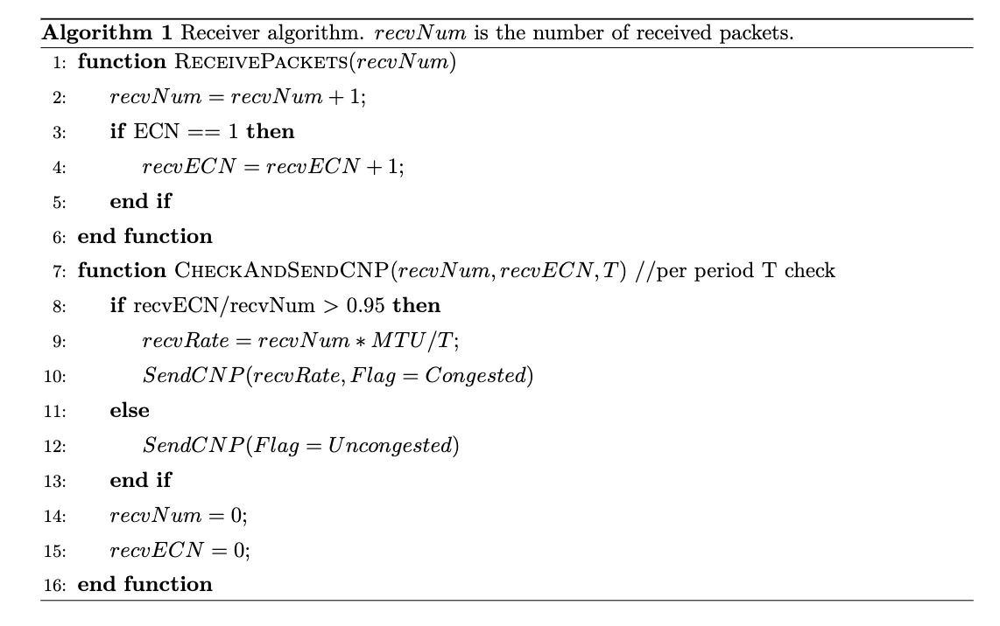 Algorithm 1 Receiver algorithm. recvNum is the number of received packets.
1: function RECEIVEPACKETS(recvNum)
2: recvNum = recvNum + 1;
3: if ECN == 1 then
4: recvECN = recvECN + 1;
5: end if
6: end function
7: function CHECKANDSENDCNP(recvNum, recvECN, T) //per period T check
8: if recvECN/recvNum > 0.95 then
9: recvRate = recvNum ∗ MTU/T;
10: SendCNP(recvRate, Flag = Congested)
11: else
12: SendCNP(Flag = Uncongested)
13: end if
14: recvNum = 0;
15: recvECN = 0;
16: end function